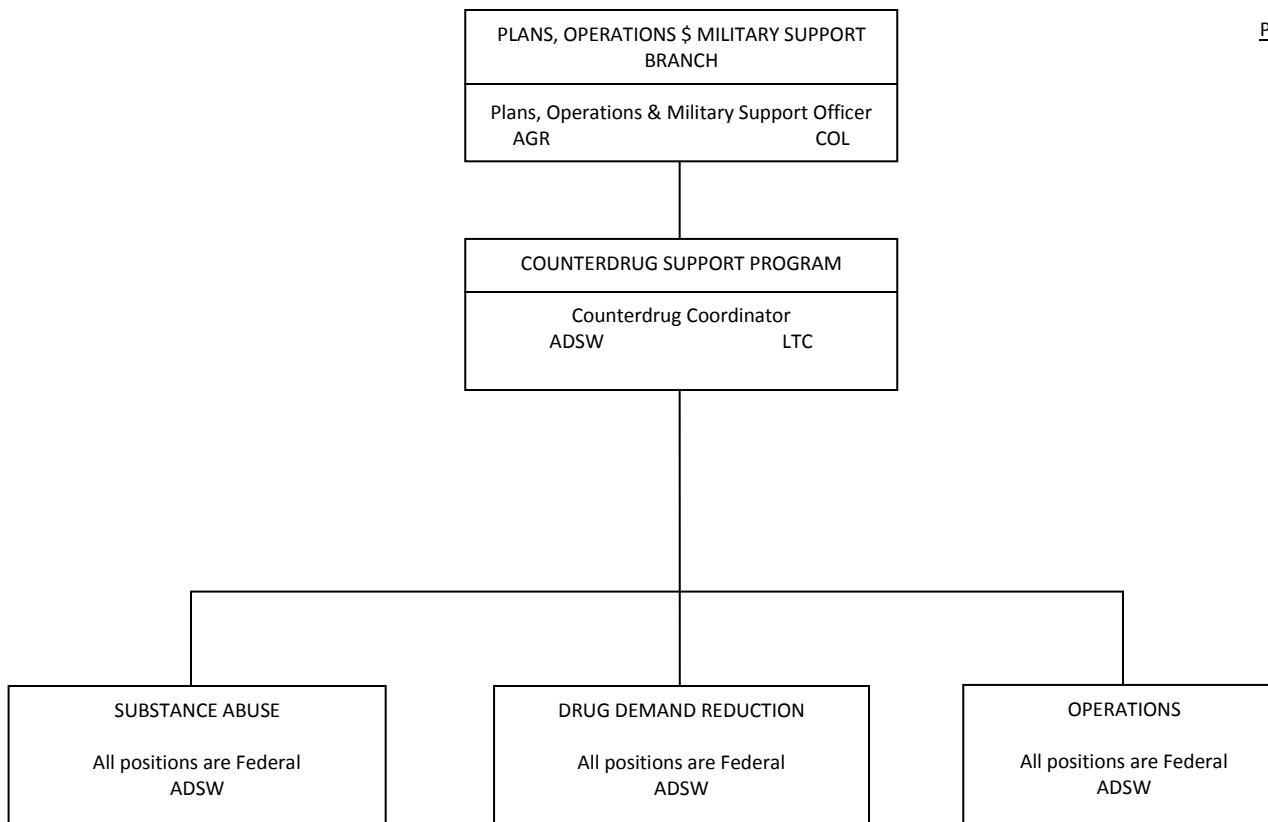 PLANS, OPERATIONS $ MILITARY SUPPORT
BRANCH
P
Plans, Operations & Military Support Officer
AGR COL
COUNTERDRUG SUPPORT PROGRAM
Counterdrug Coordinator
ADSW LTC
SUBSTANCE ABUSE
All positions are Federal
ADSW
DRUG DEMAND REDUCTION
All positions are Federal
ADSW
OPERATIONS
All positions are Federal
ADSW